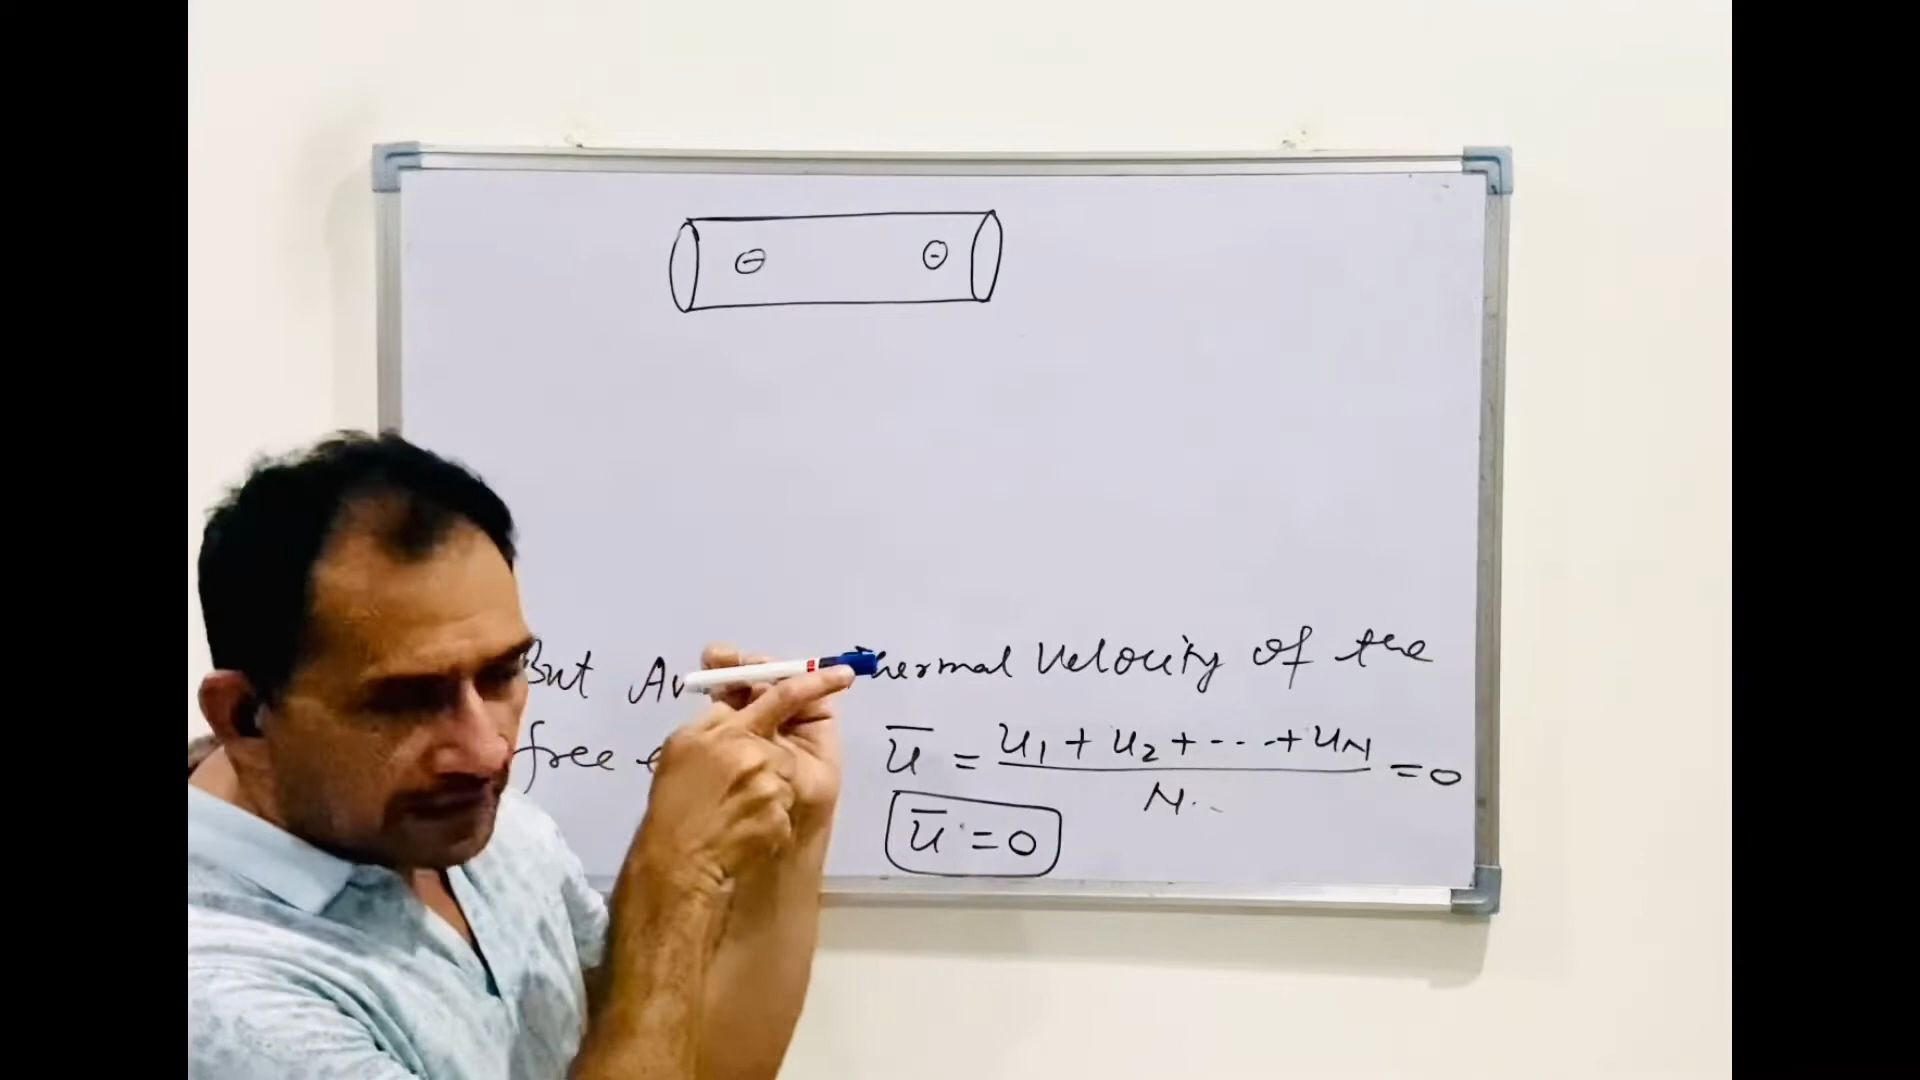 ⊖ ⊖
But Av thermal velocity of the
free e ū = (u₁ + u₂ + --- + uN)/N.. = 0
ū = 0